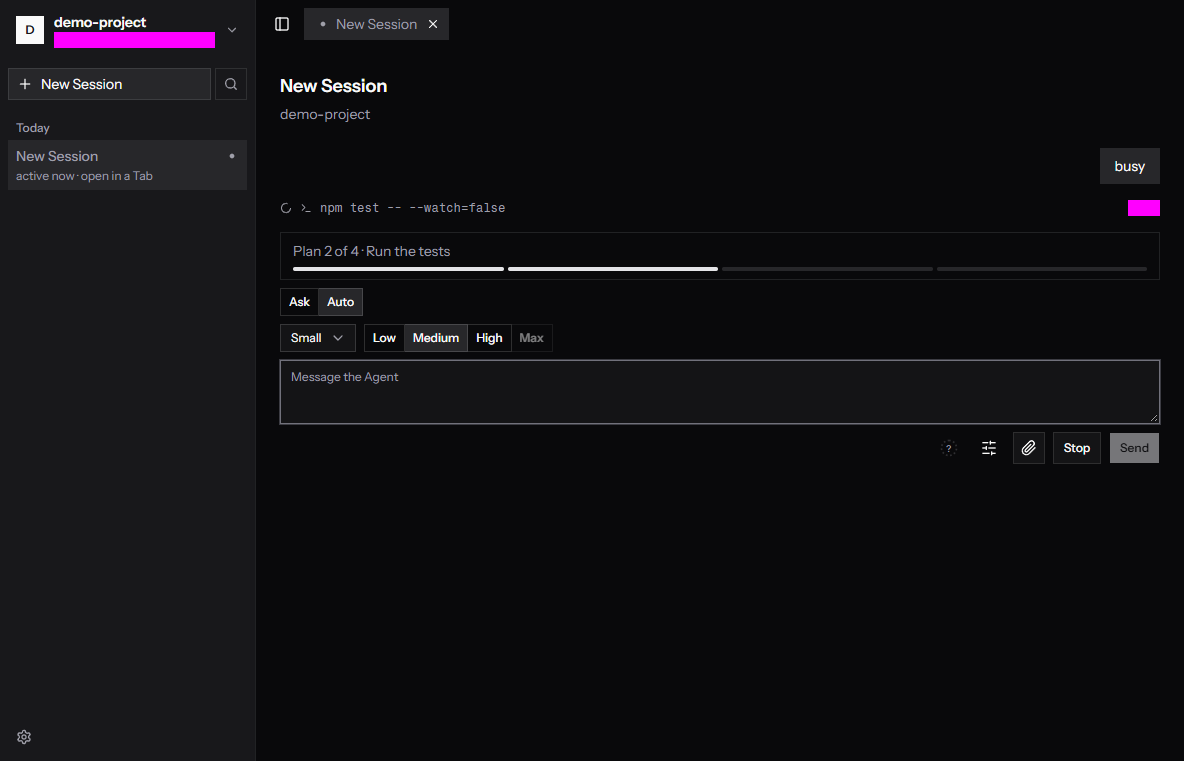 D
demo-project
New Session
Today
New Session
active now · open in a Tab
New Session
New Session
demo-project
busy
npm test -- --watch=false
Plan 2 of 4 · Run the tests
Ask Auto
Small Low Medium High Max
Message the Agent
? Stop Send